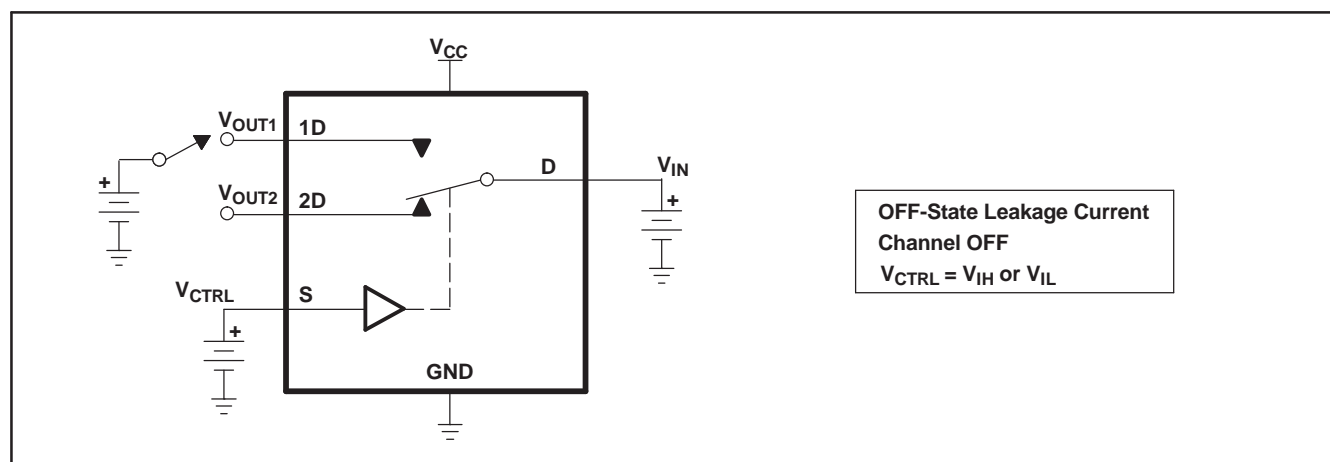 VCC
VOUT1 1D
+
D VIN
VOUT2 2D
+
OFF-State Leakage Current
Channel OFF
VCTRL = VIH or VIL
VCTRL S
+
GND